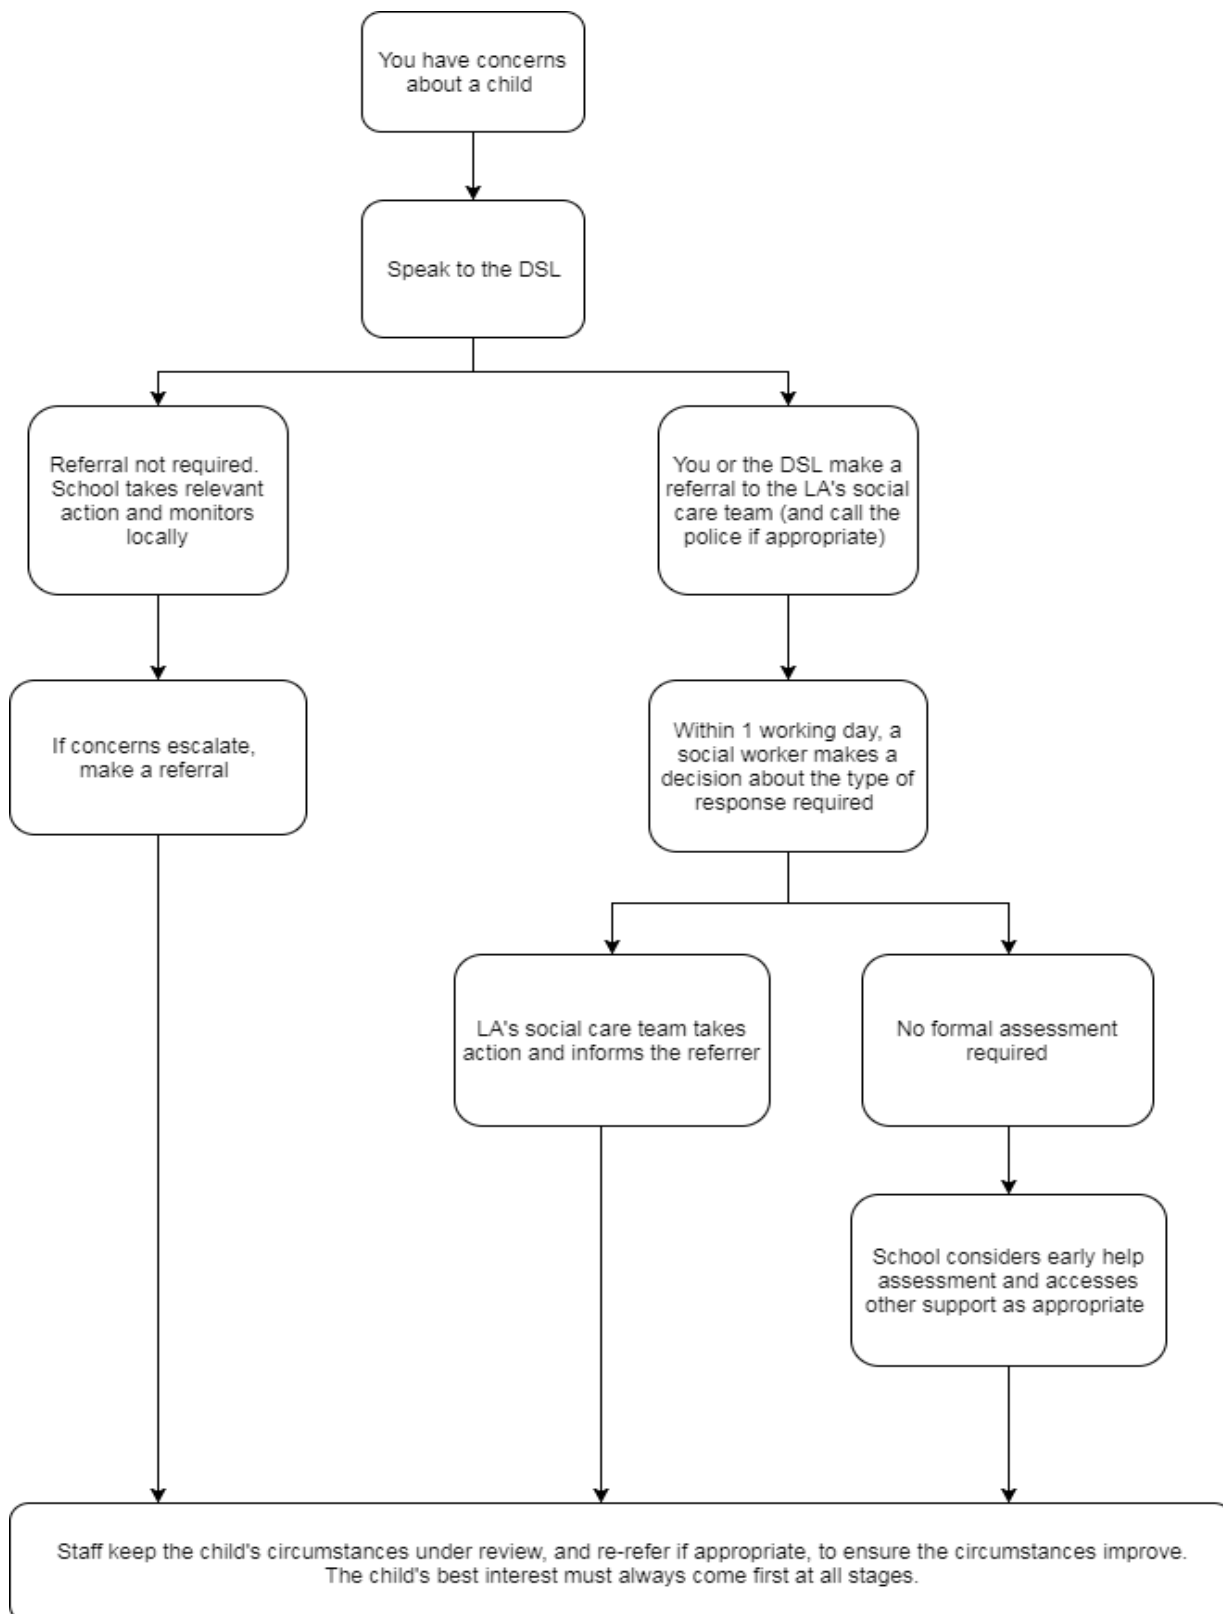 You have concerns
about a child
Speak to the DSL
Referral not required.
School takes relevant
action and monitors
locally
You or the DSL make a
referral to the LA's social
care team (and call the
police if appropriate)
If concerns escalate,
make a referral
Within 1 working day, a
social worker makes a
decision about the type of
response required
LA's social care team takes
action and informs the referrer
No formal assessment
required
School considers early help
assessment and accesses
other support as appropriate
Staff keep the child's circumstances under review, and re-refer if appropriate, to ensure the circumstances improve.
The child's best interest must always come first at all stages.